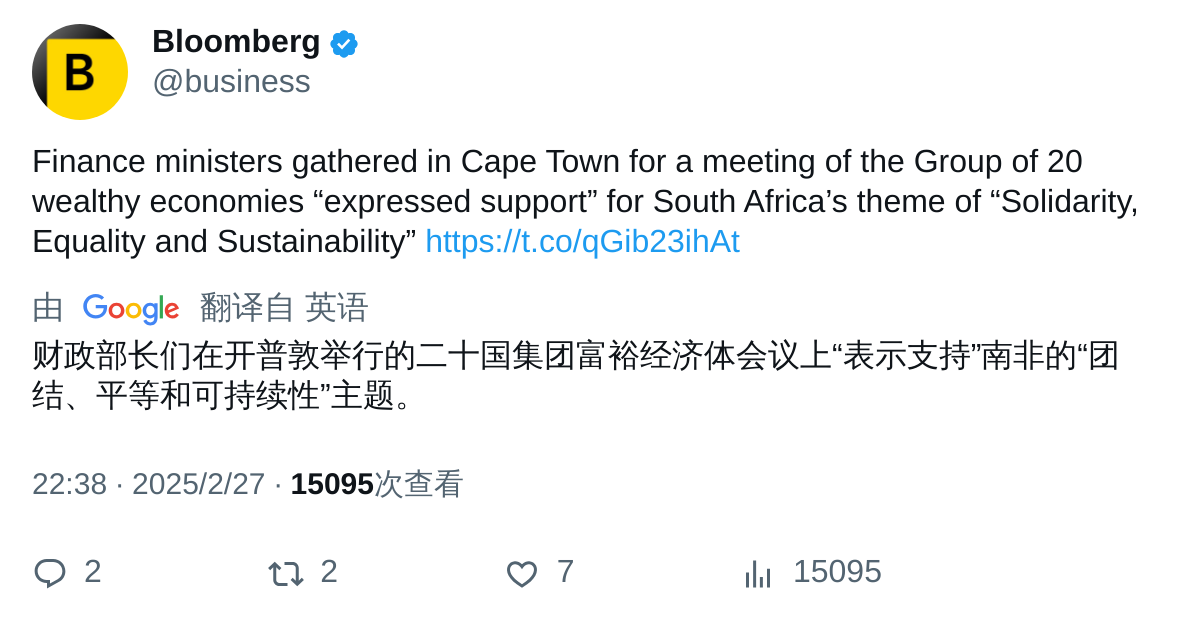 B
Bloomberg
@business
Finance ministers gathered in Cape Town for a meeting of the Group of 20
wealthy economies “expressed support” for South Africa’s theme of “Solidarity,
Equality and Sustainability” https://t.co/qGib23ihAt
由 Google 翻译自 英语
财政部长们在开普敦举行的二十国集团富裕经济体会议上“表示支持”南非的“团
结、平等和可持续性”主题。
22:38 · 2025/2/27 · 15095次查看
2 2 7 15095